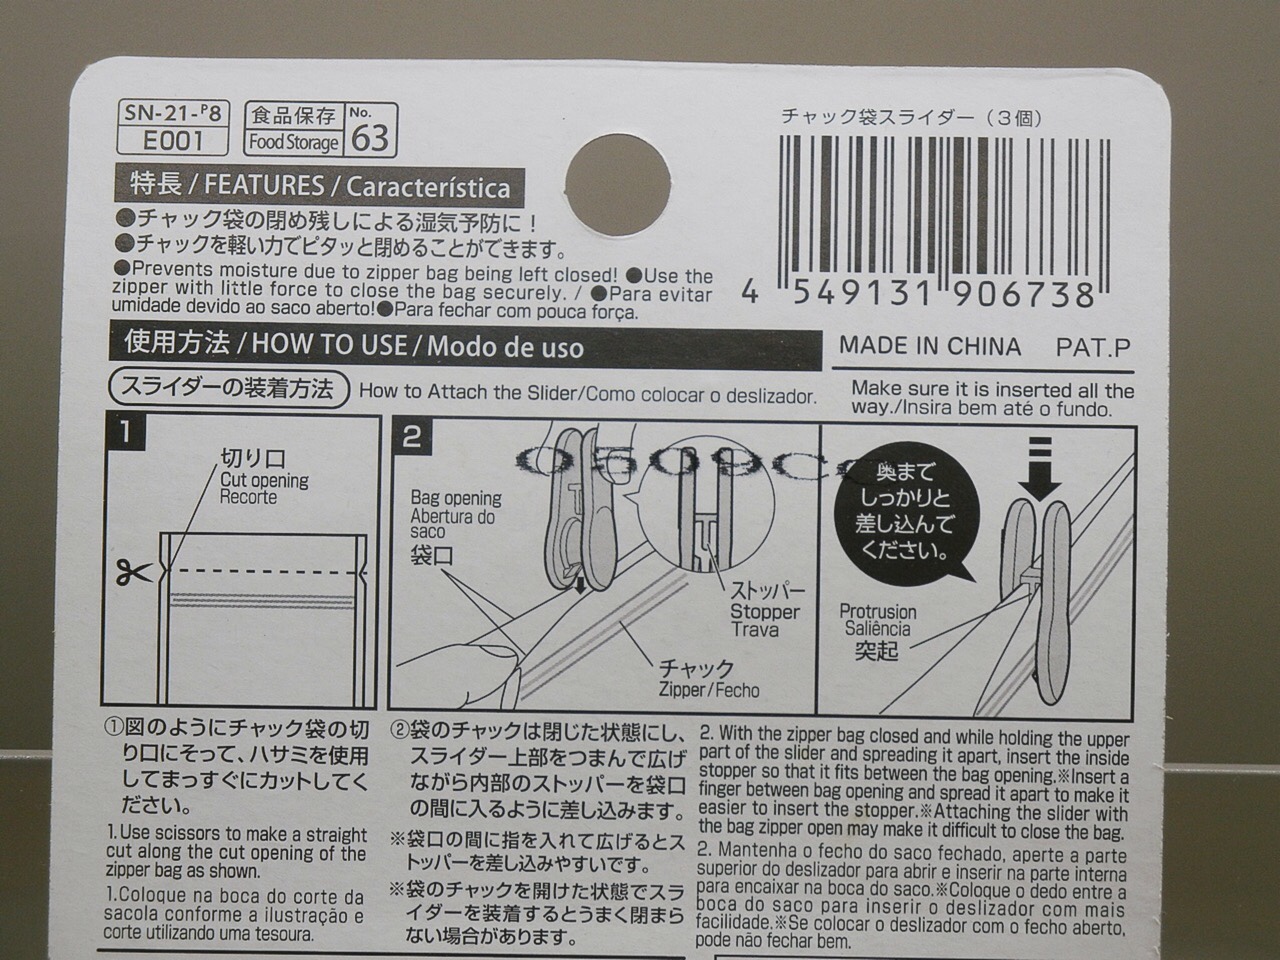 SN-21-P8
E001
食品保存
Food Storage
No.
63
チャック袋スライダー（3個）
4 549131 906738
特長 / FEATURES / Característica
●チャック袋の閉め残しによる湿気予防に！
●チャックを軽い力でピタッと閉めることができます。
●Prevents moisture due to zipper bag being left closed! ●Use the
zipper with little force to close the bag securely. / ●Para evitar
umidade devido ao saco aberto!●Para fechar com pouca força.
使用方法 / HOW TO USE / Modo de uso
MADE IN CHINA PAT.P
スライダーの装着方法
How to Attach the Slider/Como colocar o deslizador.
Make sure it is inserted all the
way./Insira bem até o fundo.
1
切り口
Cut opening
Recorte
2
Bag opening
Abertura do
saco
袋口
ストッパー
Stopper
Trava
チャック
Zipper/Fecho
奥まで
しっかりと
差し込んで
ください。
Protrusion
Saliência
突起
①図のようにチャック袋の切
り口にそって、ハサミを使用
してまっすぐにカットしてく
ださい。
1.Use scissors to make a straight
cut along the cut opening of the
zipper bag as shown.
1.Coloque na boca do corte da
sacola conforme a ilustração e
corte utilizando uma tesoura.
②袋のチャックは閉じた状態にし、
スライダー上部をつまんで広げ
ながら内部のストッパーを袋口
の間に入るように差し込みます。
※袋口の間に指を入れて広げるとス
トッパーを差し込みやすいです。
※袋のチャックを開けた状態でスラ
イダーを装着するとうまく閉まら
ない場合があります。
2. With the zipper bag closed and while holding the upper
part of the slider and spreading it apart, insert the inside
stopper so that it fits between the bag opening.※Insert a
finger between bag opening and spread it apart to make it
easier to insert the stopper.※Attaching the slider with
the bag zipper open may make it difficult to close the bag.
2. Mantenha o fecho do saco fechado, aperte a parte
superior do deslizador para abrir e inserir na parte interna
para encaixar na boca do saco.※Coloque o dedo entre a
boca do saco para inserir o deslizador com mais
facilidade.※Se colocar o deslizador com o fecho aberto,
pode não fechar bem.